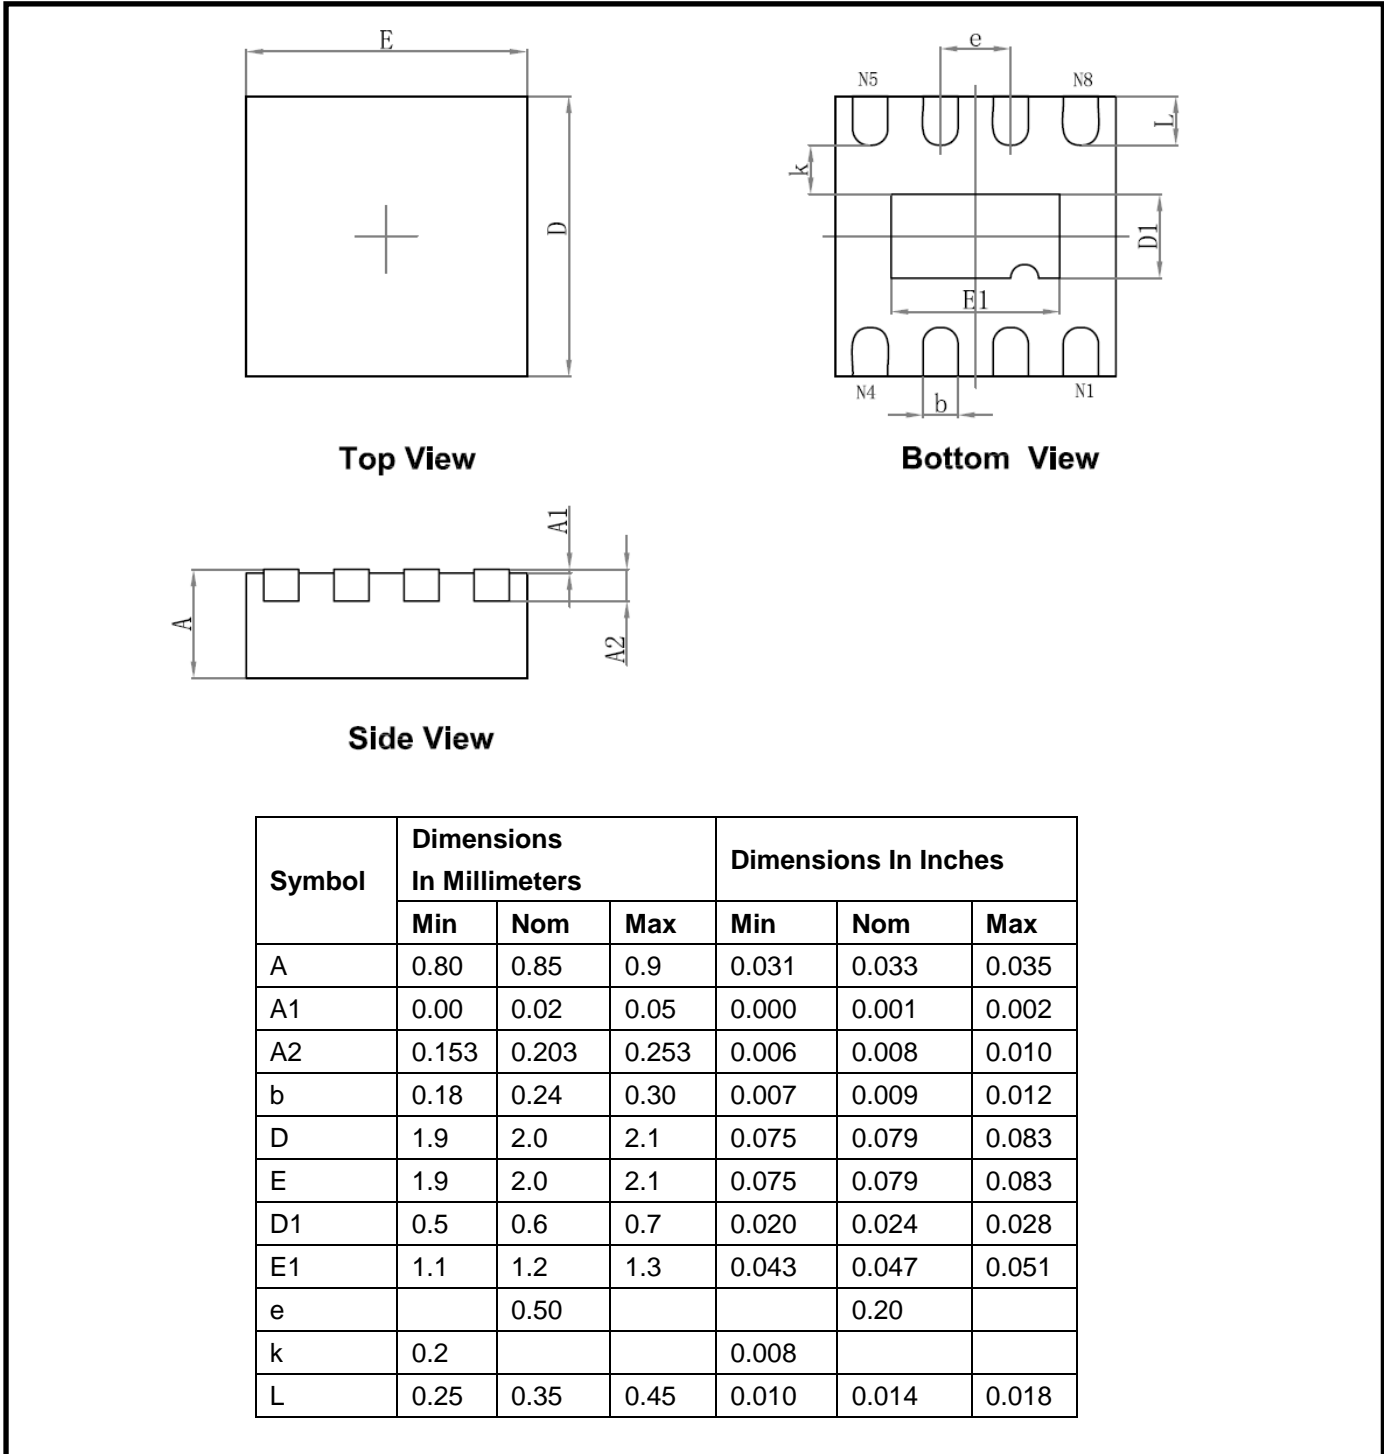 E
D
Top View
e
N5
N8
L
k
D1
E1
N4
N1
b
Bottom View
A1
A
A2
Side View
Symbol Dimensions In Millimeters Dimensions In Inches
Min Nom Max Min Nom Max
A 0.80 0.85 0.9 0.031 0.033 0.035
A1 0.00 0.02 0.05 0.000 0.001 0.002
A2 0.153 0.203 0.253 0.006 0.008 0.010
b 0.18 0.24 0.30 0.007 0.009 0.012
D 1.9 2.0 2.1 0.075 0.079 0.083
E 1.9 2.0 2.1 0.075 0.079 0.083
D1 0.5 0.6 0.7 0.020 0.024 0.028
E1 1.1 1.2 1.3 0.043 0.047 0.051
e 0.50 0.20
k 0.2 0.008
L 0.25 0.35 0.45 0.010 0.014 0.018